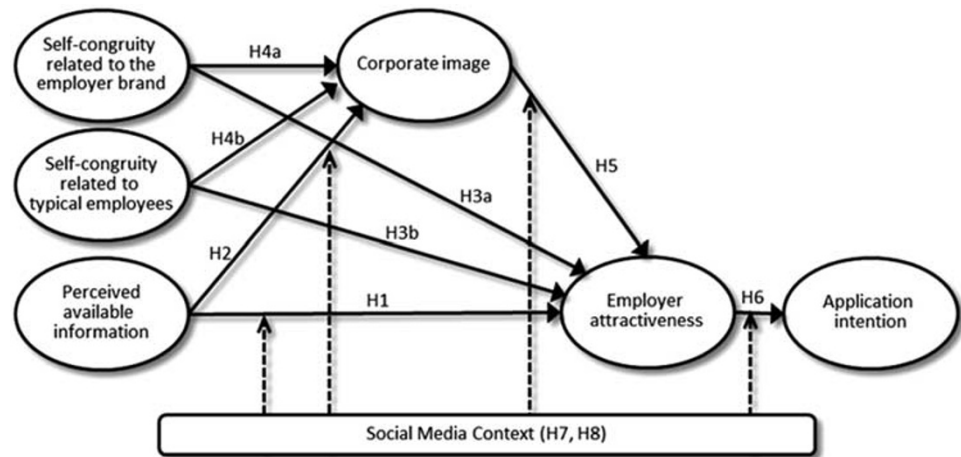 Self-congruity
related to the
employer brand
H4a
Corporate image
H4b
Self-congruity
related to
typical employees
H5
H3a
H3b
H2
Perceived
available
information
H1
Employer
attractiveness
H6
Application
intention
Social Media Context (H7, H8)